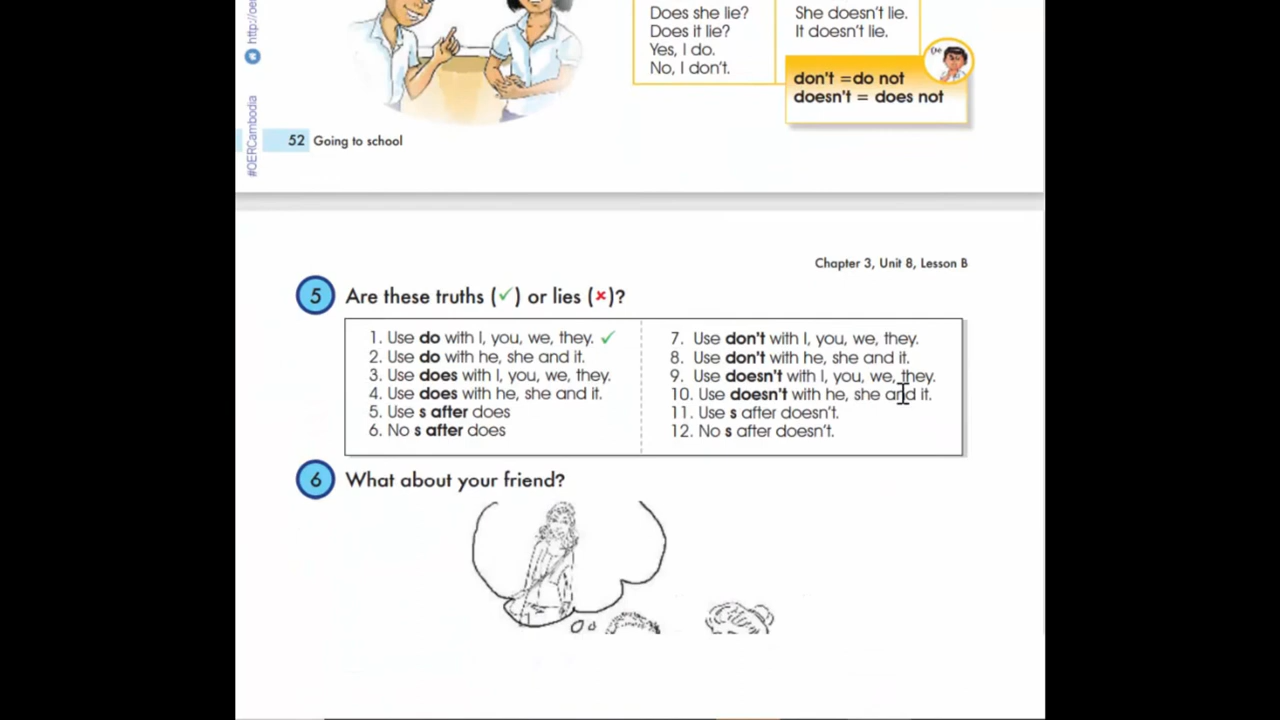 http://oer
#OERCambodia
Does she lie?
Does it lie?
Yes, I do.
No, I don't.
She doesn't lie.
It doesn't lie.
don't =do not
doesn't = does not
52 Going to school
Chapter 3, Unit 8, Lesson B
5 Are these truths (✓) or lies (×)?
1. Use do with I, you, we, they. ✓
2. Use do with he, she and it.
3. Use does with I, you, we, they.
4. Use does with he, she and it.
5. Use s after does
6. No s after does
7. Use don't with I, you, we, they.
8. Use don't with he, she and it.
9. Use doesn't with I, you, we, they.
10. Use doesn't with he, she and it.
11. Use s after doesn't.
12. No s after doesn't.
6 What about your friend?